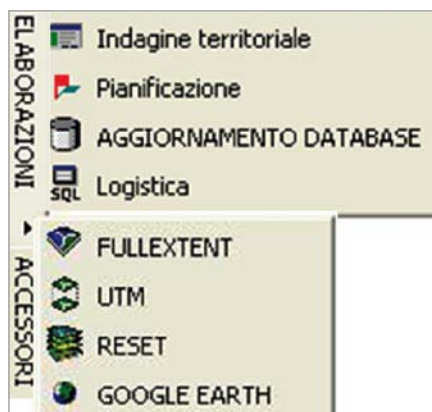 ELABORAZIONI
Indagine territoriale
Pianificazione
AGGIORNAMENTO DATABASE
SQL
Logistica
ACCESSORI
FULLEXTENT
UTM
RESET
GOOGLE EARTH